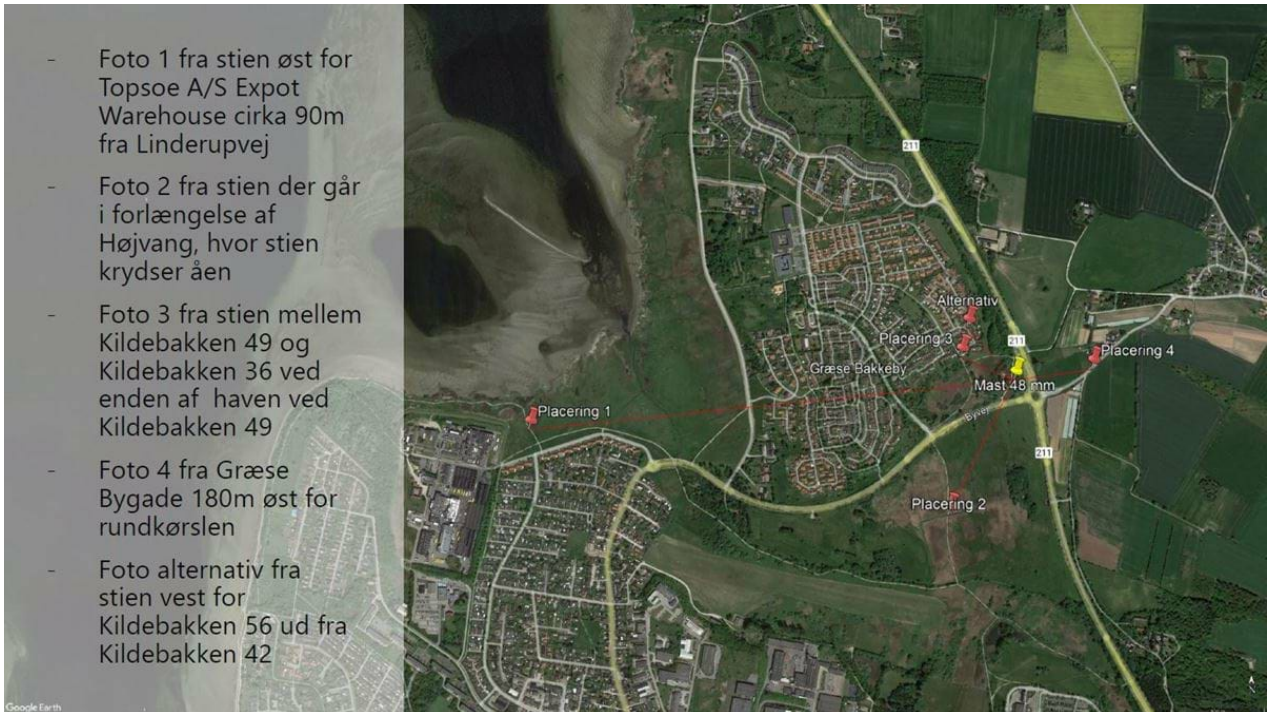 - Foto 1 fra stien øst for
Topsoe A/S Expot
Warehouse cirka 90m
fra Linderupvej
- Foto 2 fra stien der går
i forlængelse af
Højvang, hvor stien
krydser åen
- Foto 3 fra stien mellem
Kildebakken 49 og
Kildebakken 36 ved
enden af haven ved
Kildebakken 49
- Foto 4 fra Græse
Bygade 180m øst for
rundkørslen
- Foto alternativ fra
stien vest for
Kildebakken 56 ud fra
Kildebakken 42
211
Alternativ
Placering 3
211
Placering 4
Græse Bakkeby
Mast 48 mm
Placering 1
Byvej
211
Placering 2
Google Earth